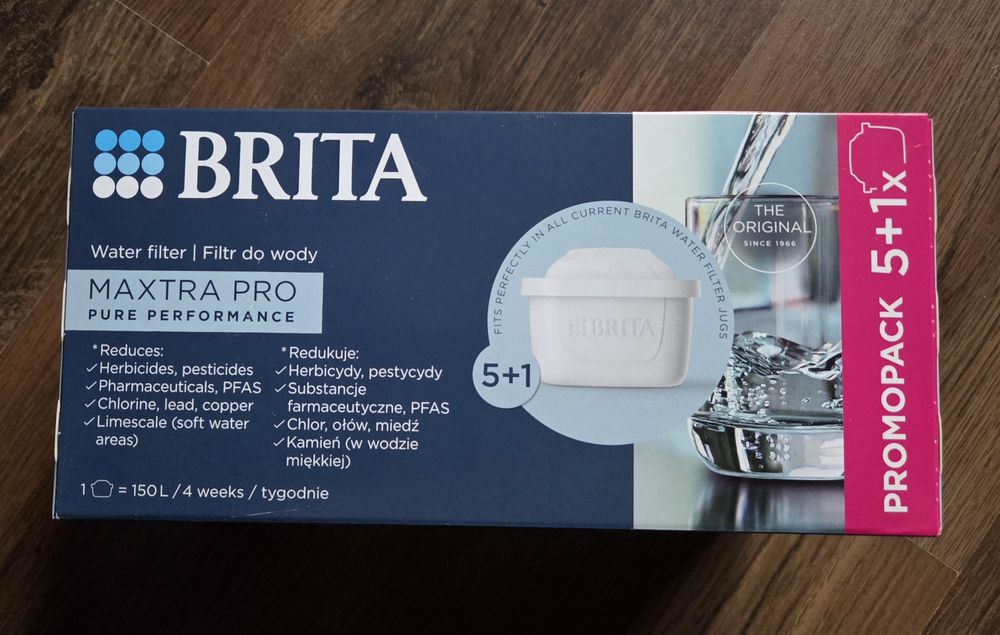 BRITA
Water filter | Filtr do wody
MAXTRA PRO
PURE PERFORMANCE
*Reduces:
✓Herbicides, pesticides
✓Pharmaceuticals, PFAS
✓Chlorine, lead, copper
✓Limescale (soft water
areas)
*Redukuje:
✓Herbicydy, pestycydy
✓Substancje
farmaceutyczne, PFAS
✓Chlor, ołów, miedź
✓Kamień (w wodzie
miękkiej)
1 = 150 L / 4 weeks / tygodnie
FITS PERFECTLY IN ALL CURRENT BRITA WATER FILTER JUGS
BRITA
5+1
THE
ORIGINAL
SINCE 1966
PROMOPACK 5+1x